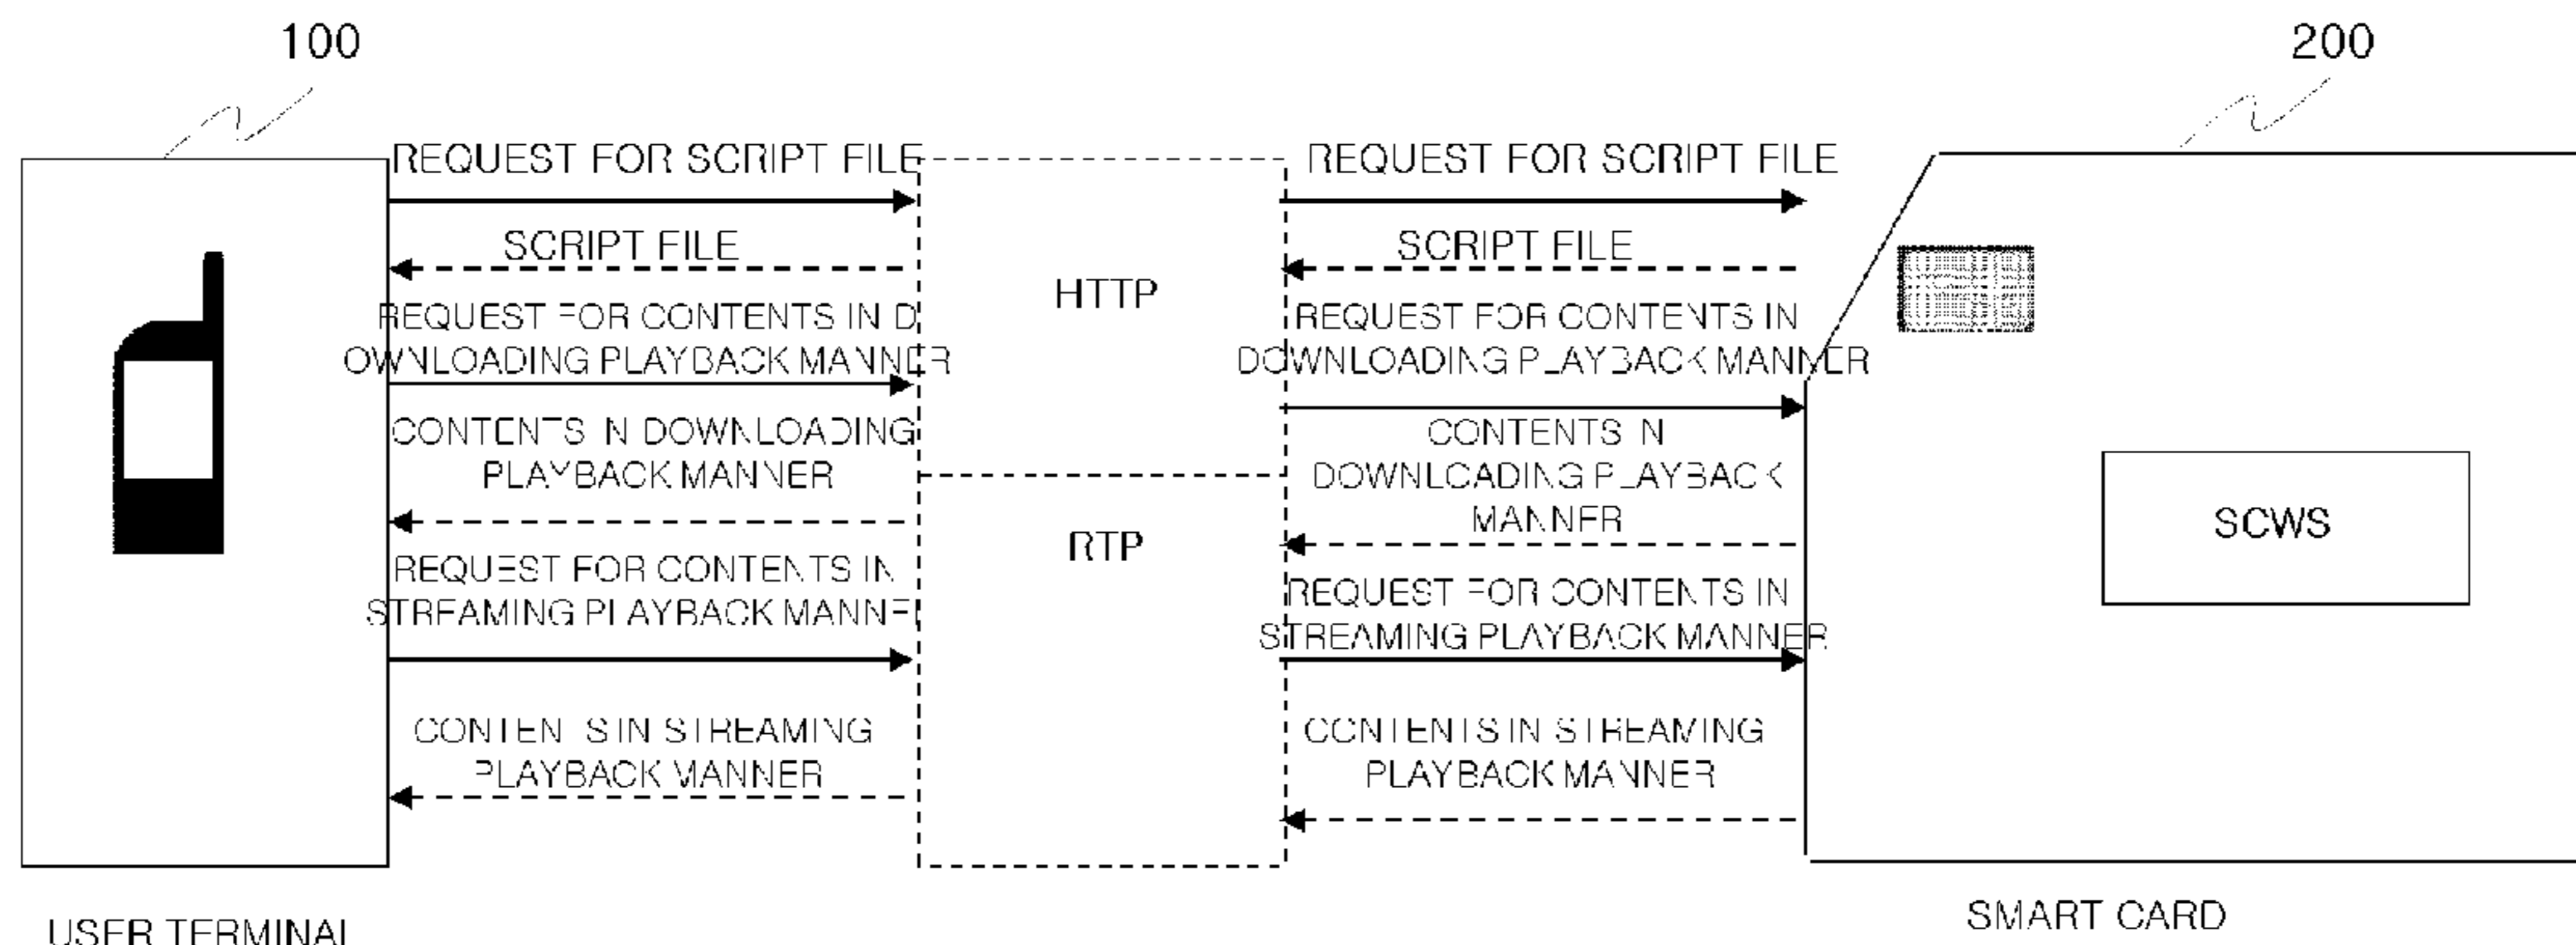 100
200
REQUEST FOR SCRIPT FILE
REQUEST FOR SCRIPT FILE
SCRIPT FILE
SCRIPT FILE
HTTP
REQUEST FOR CONTENTS IN D
OWNLOADING PLAYBACK MANNER
REQUEST FOR CONTENTS IN
DOWNLOADING PLAYBACK MANNER
CONTENTS IN DOWNLOADING
PLAYBACK MANNER
CONTENTS IN
DOWNLOADING PLAYBACK
MANNER
RTP
SCWS
REQUEST FOR CONTENTS IN
STREAMING PLAYBACK MANNER
REQUEST FOR CONTENTS IN
STREAMING PLAYBACK MANNER
CONTENTS IN STREAMING
PLAYBACK MANNER
CONTENTS IN STREAMING
PLAYBACK MANNER
USER TERMINAL
SMART CARD